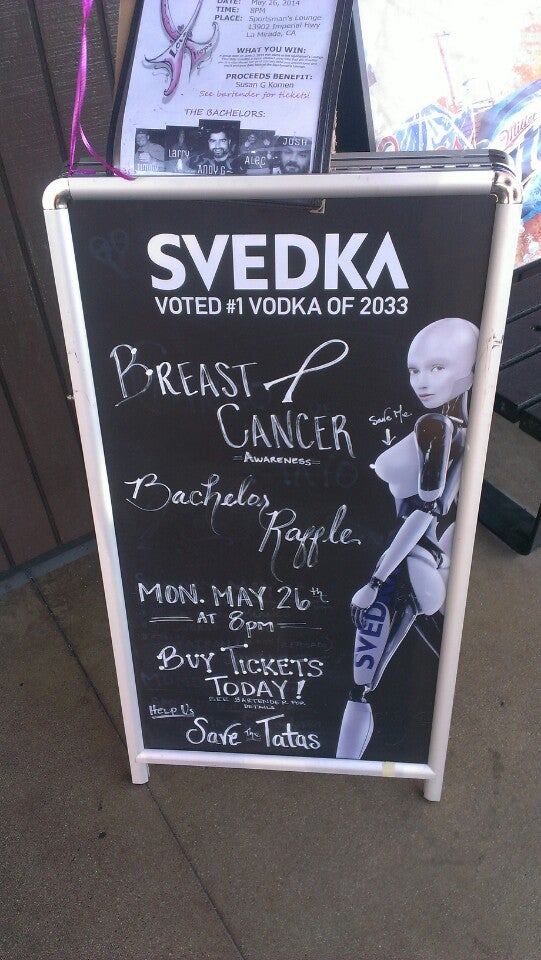 DATE: May 26, 2014
TIME: 8PM
PLACE: Sportsman's Lounge
13902 Imperial Hwy
La Mirada, CA
WHAT YOU WIN:
PROCEEDS BENEFIT:
Susan G Komen
See bartender for tickets!
THE BACHELORS:
Larry
ANDY G
ALEC
JOSH
Miller
SVEDKA
VOTED #1 VODKA OF 2033
BREAST
CANCER
AWARENESS
Save Me
Bachelor
Raffle
MON. MAY 26th
AT 8pm
BUY TICKETS
TODAY!
SEE BARTENDER FOR
DETAILS
HELP US
Save the Tatas
SVEDKA